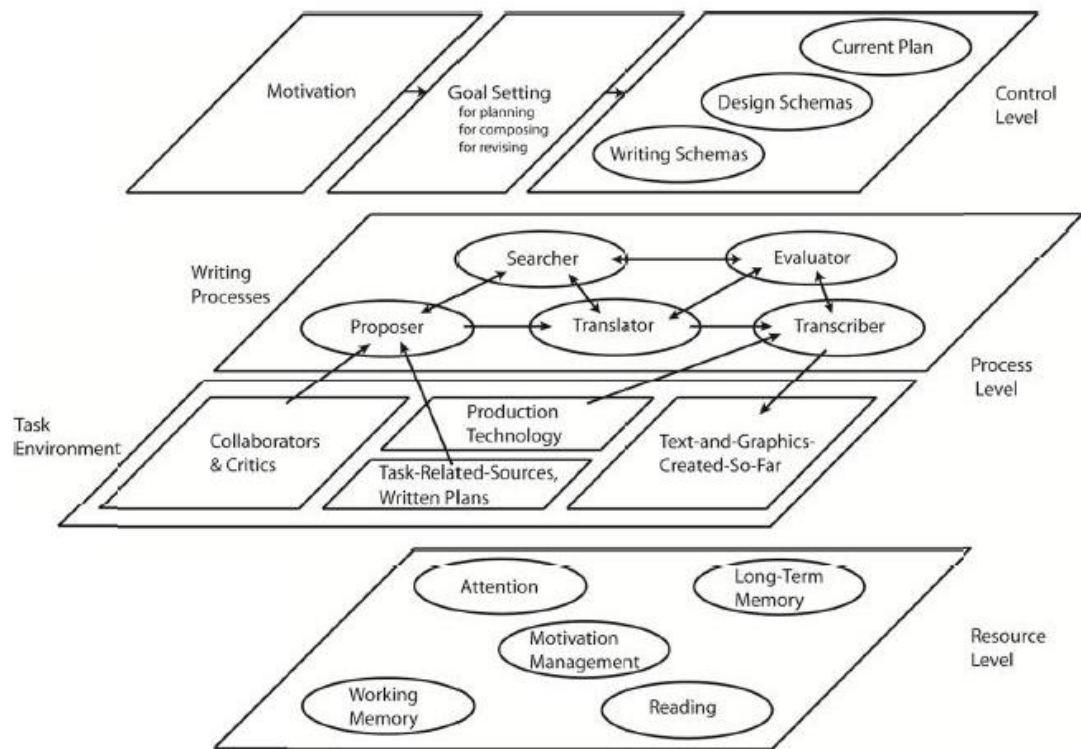 Motivation
Goal Setting
for planning
for composing
for revising
Current Plan
Design Schemas
Writing Schemas
Control
Level
Writing
Processes
Searcher
Evaluator
Proposer
Translator
Transcriber
Process
Level
Task
Environment
Collaborators
& Critics
Production
Technology
Task-Related-Sources,
Written Plans
Text-and-Graphics-
Created-So-Far
Attention
Long-Term
Memory
Motivation
Management
Working
Memory
Reading
Resource
Level